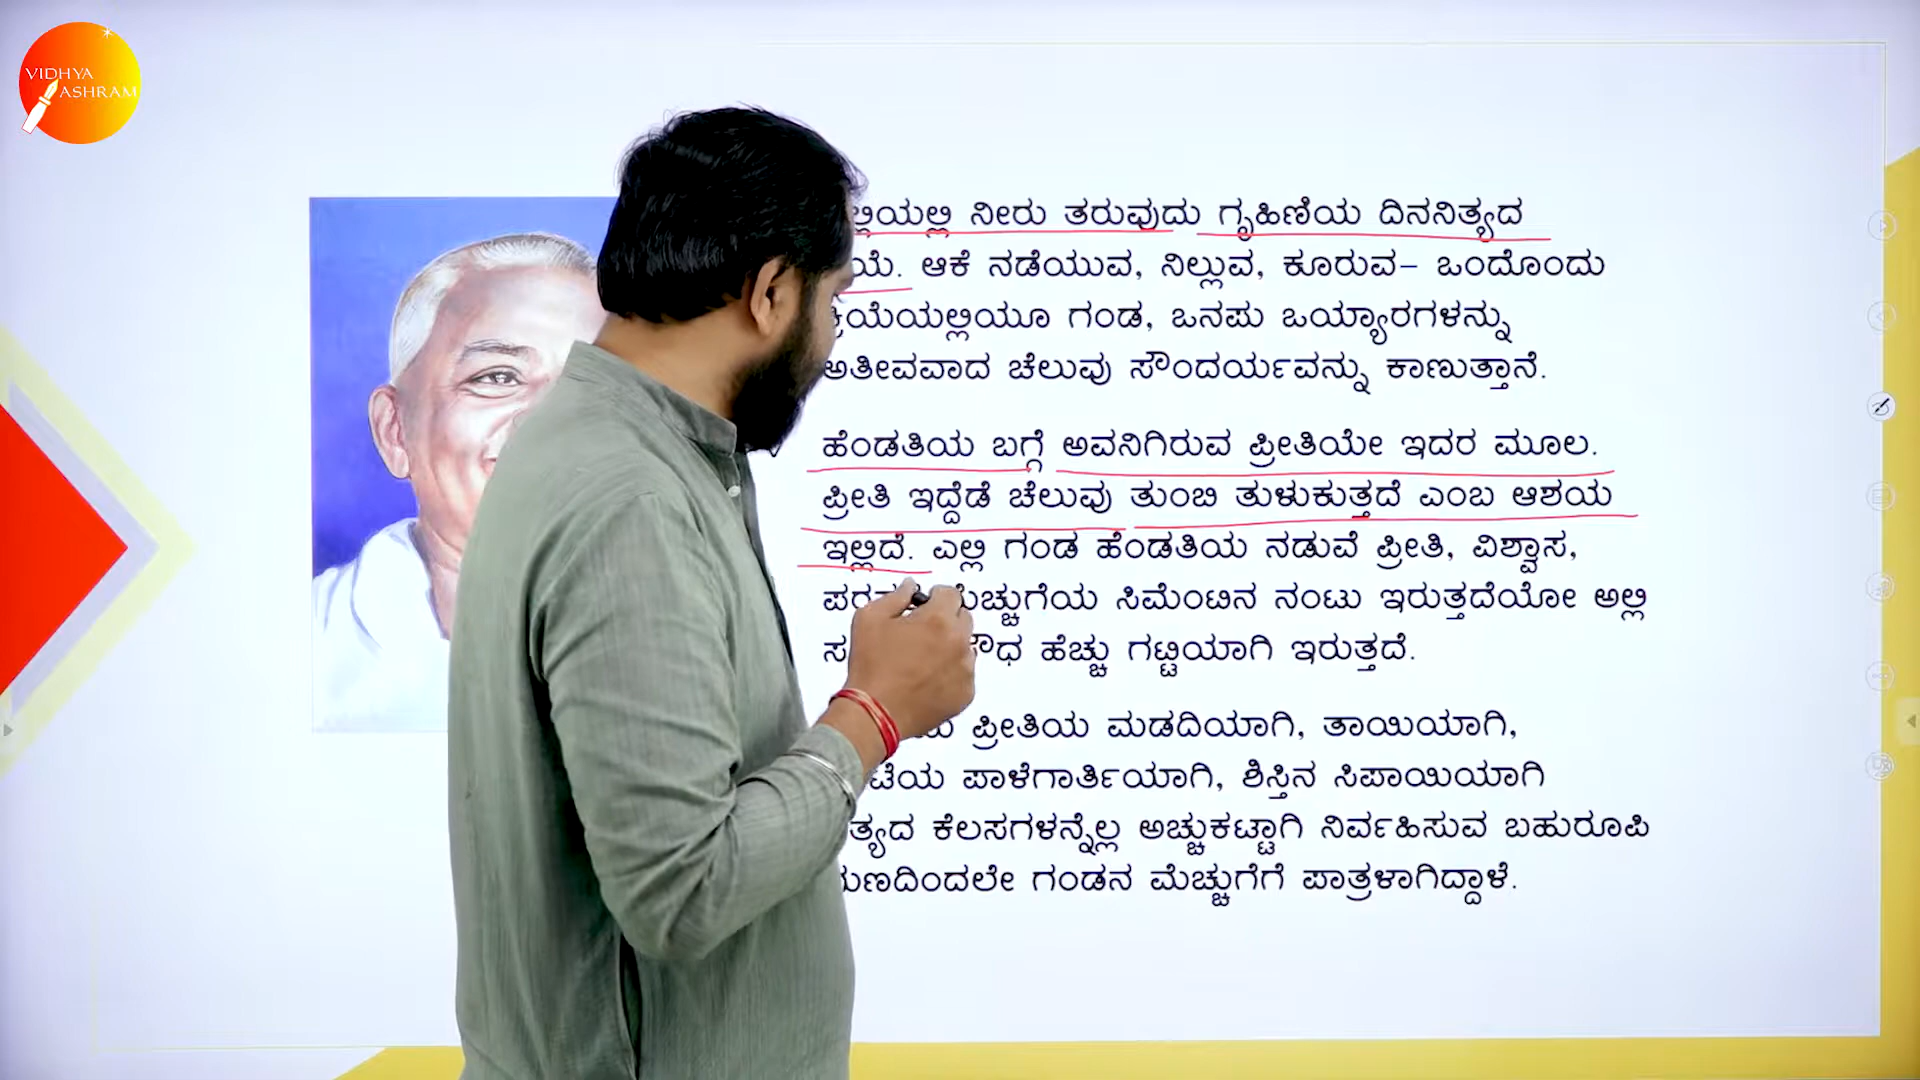 VIDHYA
ASHRAM
ನೀರು ತರುವುದು ಗೃಹಿಣಿಯ ದಿನನಿತ್ಯದ
ಆಕೆ ನಡೆಯುವ, ನಿಲ್ಲುವ, ಕೂರುವ– ಒಂದೊಂದು
ಕ್ರಿಯೆಯಲ್ಲಿಯೂ ಗಂಡ, ಒನಪು ಒಯ್ಯಾರಗಳನ್ನು
ಅತೀವವಾದ ಚೆಲುವು ಸೌಂದರ್ಯವನ್ನು ಕಾಣುತ್ತಾನೆ.
ಹೆಂಡತಿಯ ಬಗ್ಗೆ ಅವನಿಗಿರುವ ಪ್ರೀತಿಯೇ ಇದರ ಮೂಲ.
ಪ್ರೀತಿ ಇದ್ದೆಡೆ ಚೆಲುವು ತುಂಬಿ ತುಳುಕುತ್ತದೆ ಎಂಬ ಆಶಯ
ಇಲ್ಲಿದೆ. ಎಲ್ಲಿ ಗಂಡ ಹೆಂಡತಿಯ ನಡುವೆ ಪ್ರೀತಿ, ವಿಶ್ವಾಸ,
ಮೆಚ್ಚುಗೆಯ ಸಿಮೆಂಟಿನ ನಂಟು ಇರುತ್ತದೆಯೋ ಅಲ್ಲಿ
ಹೆಚ್ಚು ಗಟ್ಟಿಯಾಗಿ ಇರುತ್ತದೆ.
ಪ್ರೀತಿಯ ಮಡದಿಯಾಗಿ, ತಾಯಿಯಾಗಿ,
ಪಾಳೆಗಾರ್ತಿಯಾಗಿ, ಶಿಸ್ತಿನ ಸಿಪಾಯಿಯಾಗಿ
ಕೆಲಸಗಳನ್ನೆಲ್ಲ ಅಚ್ಚುಕಟ್ಟಾಗಿ ನಿರ್ವಹಿಸುವ ಬಹುರೂಪಿ
ಗಂಡನ ಮೆಚ್ಚುಗೆಗೆ ಪಾತ್ರಳಾಗಿದ್ದಾಳೆ.